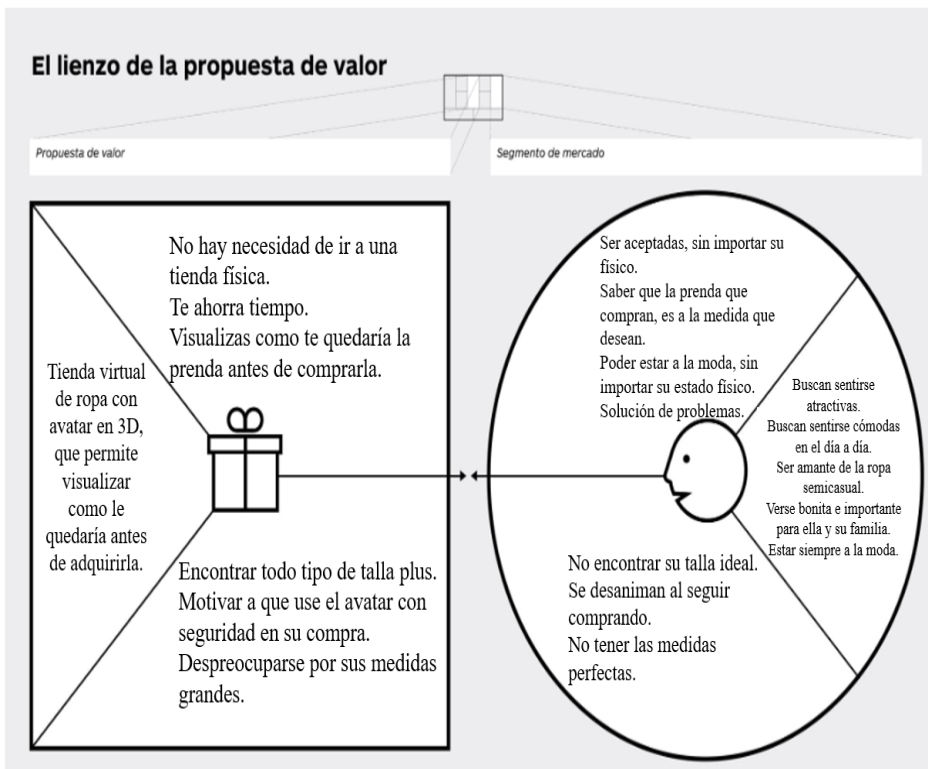 El lienzo de la propuesta de valor
Propuesta de valor
Segmento de mercado
No hay necesidad de ir a una
tienda física.
Te ahorra tiempo.
Visualizas como te quedaría la
prenda antes de comprarla.
Tienda virtual
de ropa con
avatar en 3D,
que permite
visualizar
como le
quedaría antes
de adquirirla.
Encontrar todo tipo de talla plus.
Motivar a que use el avatar con
seguridad en su compra.
Despreocuparse por sus medidas
grandes.
Ser aceptadas, sin importar su
físico.
Saber que la prenda que
compran, es a la medida que
desean.
Poder estar a la moda, sin
importar su estado físico.
Solución de problemas.
Buscan sentirse
atractivas.
Buscan sentirse cómodas
en el día a día.
Ser amante de la ropa
semicasual.
Verse bonita e importante
para ella y su familia.
Estar siempre a la moda.
No encontrar su talla ideal.
Se desaniman al seguir
comprando.
No tener las medidas
perfectas.